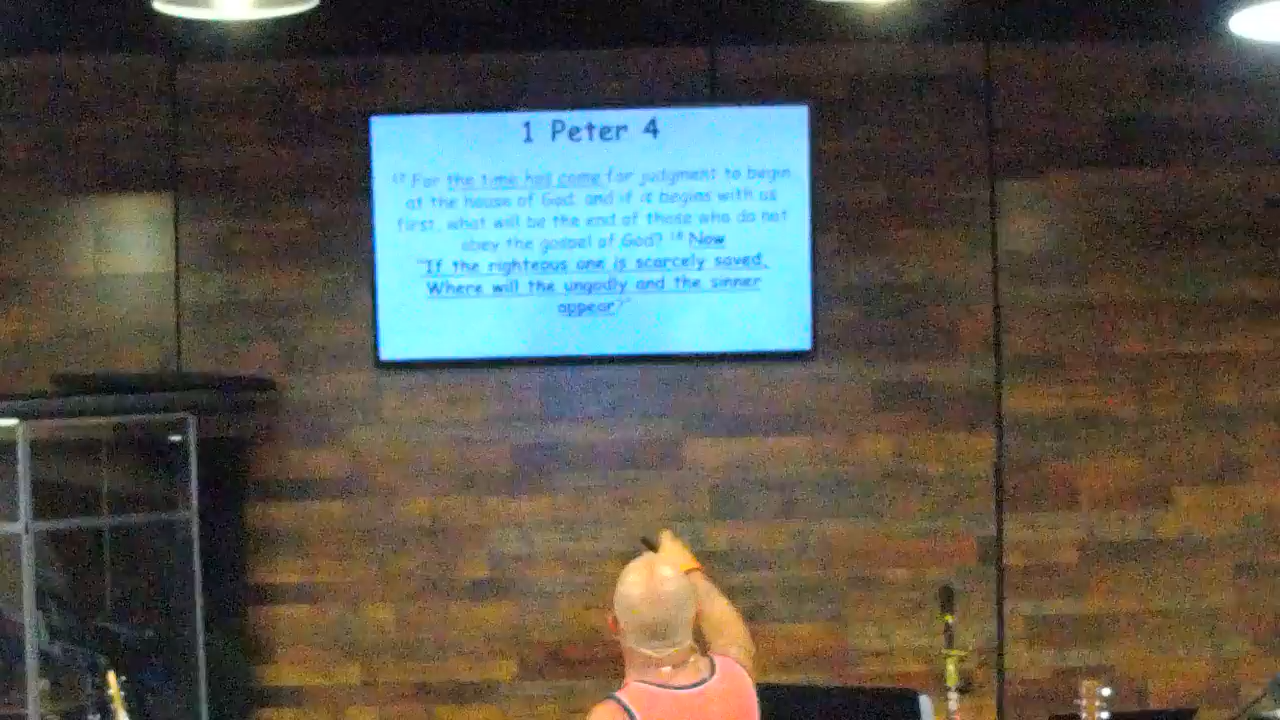 1 Peter 4
17 For the time has come for judgment to begin
at the house of God; and if it begins with us
first, what will be the end of those who do not
obey the gospel of God? 18 Now
"If the righteous one is scarcely saved,
Where will the ungodly and the sinner
appear?"